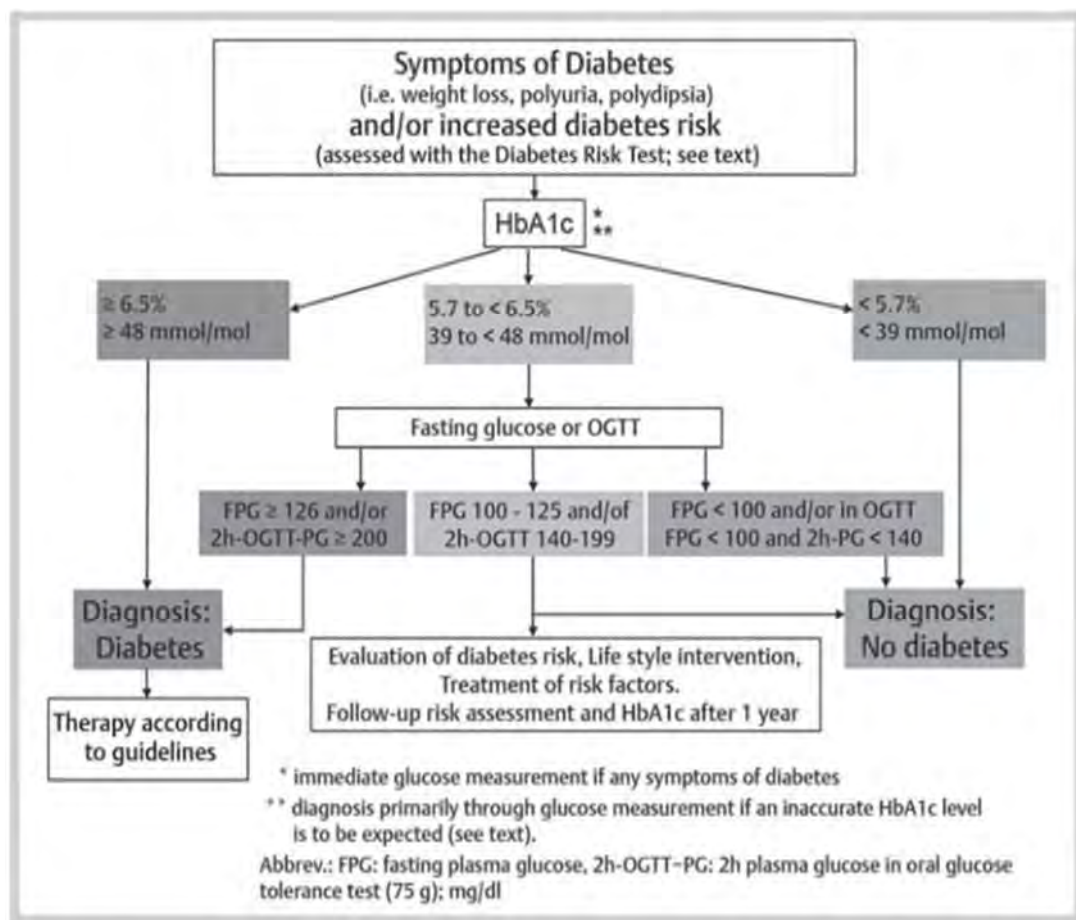 Symptoms of Diabetes
(i.e. weight loss, polyuria, polydipsia)
and/or increased diabetes risk
(assessed with the Diabetes Risk Test; see text)
HbA1c *
**
≥ 6.5%
≥ 48 mmol/mol
5.7 to < 6.5%
39 to < 48 mmol/mol
< 5.7%
< 39 mmol/mol
Fasting glucose or OGTT
FPG ≥ 126 and/or
2h-OGTT-PG ≥ 200
FPG 100 - 125 and/of
2h-OGTT 140-199
FPG < 100 and/or in OGTT
FPG < 100 and 2h-PG < 140
Diagnosis:
Diabetes
Evaluation of diabetes risk, Life style intervention,
Treatment of risk factors.
Follow-up risk assessment and HbA1c after 1 year
Diagnosis:
No diabetes
Therapy according
to guidelines
* immediate glucose measurement if any symptoms of diabetes
** diagnosis primarily through glucose measurement if an inaccurate HbA1c level
is to be expected (see text).
Abbrev.: FPG: fasting plasma glucose, 2h-OGTT-PG: 2h plasma glucose in oral glucose
tolerance test (75 g); mg/dl